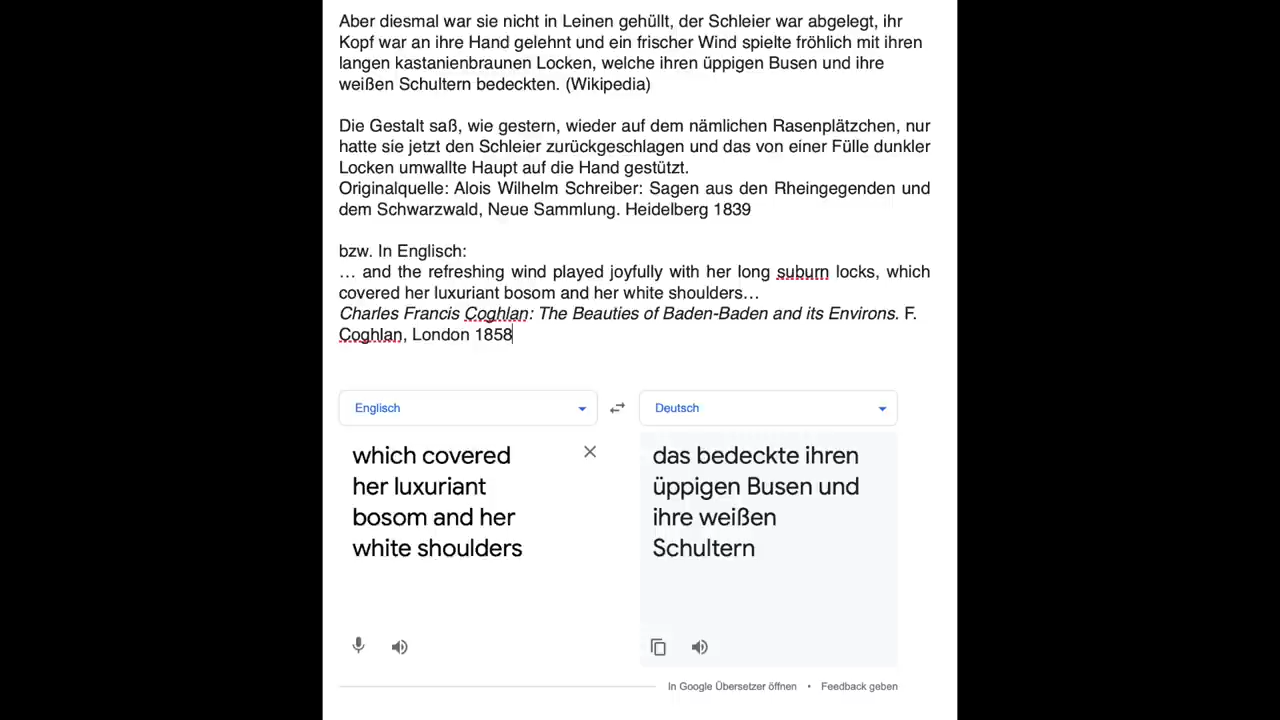 Aber diesmal war sie nicht in Leinen gehüllt, der Schleier war abgelegt, ihr
Kopf war an ihre Hand gelehnt und ein frischer Wind spielte fröhlich mit ihren
langen kastanienbraunen Locken, welche ihren üppigen Busen und ihre
weißen Schultern bedeckten. (Wikipedia)
Die Gestalt saß, wie gestern, wieder auf dem nämlichen Rasenplätzchen, nur
hatte sie jetzt den Schleier zurückgeschlagen und das von einer Fülle dunkler
Locken umwallte Haupt auf die Hand gestützt.
Originalquelle: Alois Wilhelm Schreiber: Sagen aus den Rheingegenden und
dem Schwarzwald, Neue Sammlung. Heidelberg 1839
bzw. In Englisch:
… and the refreshing wind played joyfully with her long suburn locks, which
covered her luxuriant bosom and her white shoulders…
Charles Francis Coghlan: The Beauties of Baden-Baden and its Environs. F.
Coghlan, London 1858
Englisch
Deutsch
which covered
her luxuriant
bosom and her
white shoulders
das bedeckte ihren
üppigen Busen und
ihre weißen
Schultern
In Google Übersetzer öffnen • Feedback geben